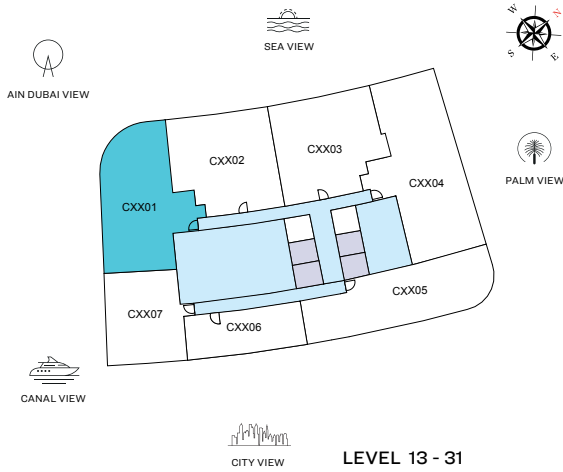 W
N
S
E
SEA VIEW
AIN DUBAI VIEW
CXX02
CXX03
PALM VIEW
CXX04
CXX01
CXX05
CXX07
CXX06
CANAL VIEW
CITY VIEW
LEVEL 13 - 31